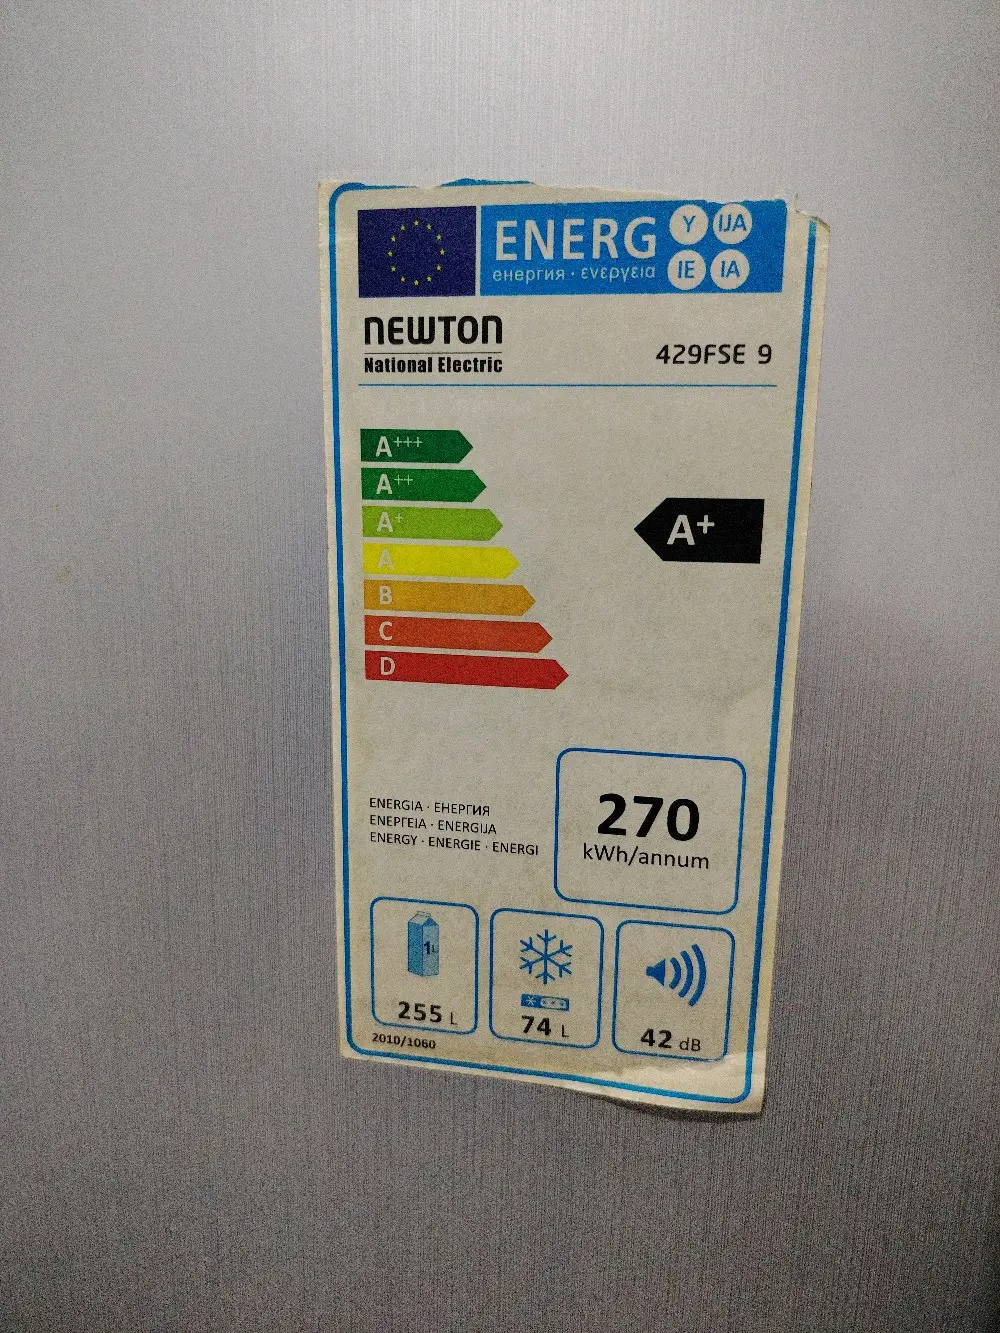 ENERG Y IJA
енергия · ενεργεια IE IA
NEWTON
National Electric
429FSE 9
A+++
A++
A+
A
B
C
D
A+
ENERGIA · ЕНЕРГИЯ
ΕΝΕΡΓΕΙΑ · ENERGIJA
ENERGY · ENERGIE · ENERGI
270
kWh/annum
1L
255 L
74 L
42 dB
2010/1060